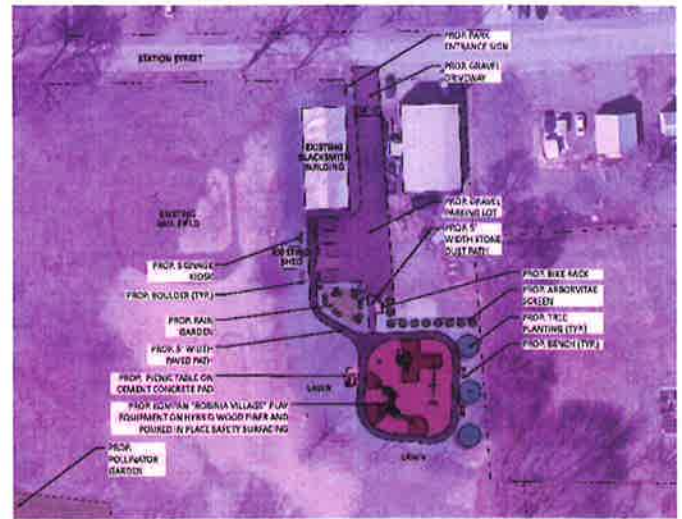 STATION STREET
PROP. PARK
ENTRANCE SIGN
PROP. GRAVEL
DRIVEWAY
EXISTING
BLACKSMITH
BUILDING
EXISTING
BALL FIELD
PROP. GRAVEL
PARKING LOT
PROP. 5'
WIDTH STONE
DUST PATH
PROP. SIGNAGE
KIOSK
EXISTING
SHED
PROP. BOULDER (TYP.)
PROP. BIKE RACK
PROP. ARBORVITAE
SCREEN
PROP. TREE
PLANTING (TYP.)
PROP. BENCH (TYP.)
PROP. RAIN
GARDEN
PROP. 5' WIDTH
PAVED PATH
PROP. PICNIC TABLE ON
CEMENT CONCRETE PAD
LAWN
PROP. KOMPAN "ROBINIA VILLAGE" PLAY
EQUIPMENT ON HYBRID WOOD FIBER AND
POURED IN PLACE SAFETY SURFACING
LAWN
PROP.
POLLINATOR
GARDEN